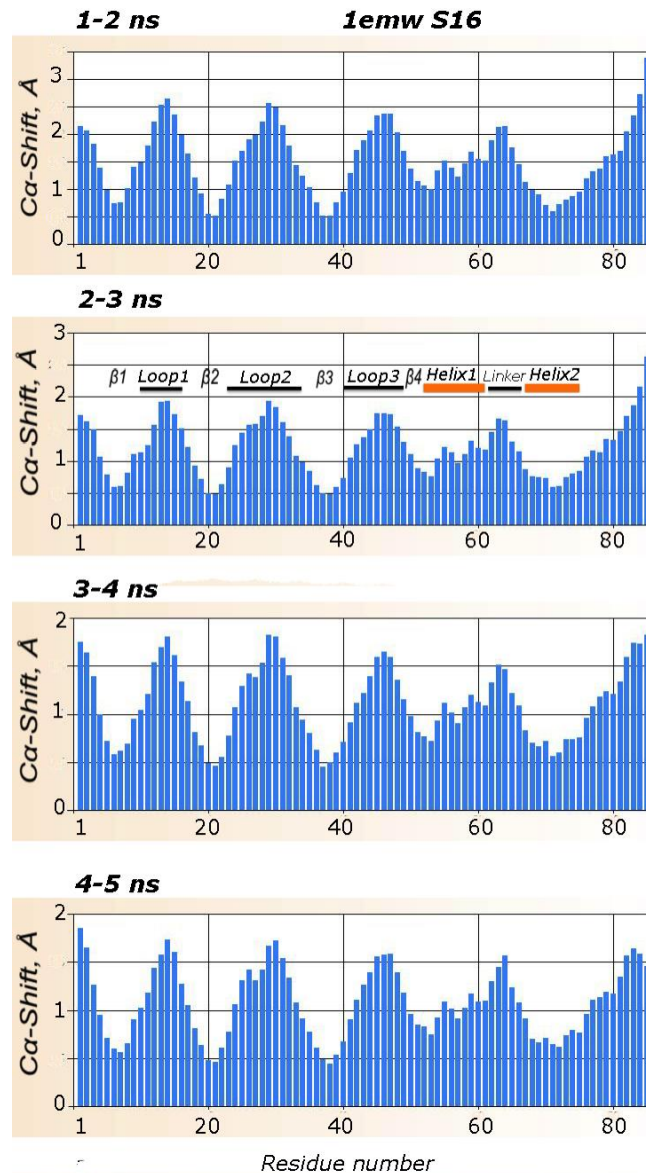 1-2 ns 1emw S16
Cα-Shift, Å
3
2
1
0
1 20 40 60 80
2-3 ns
Cα-Shift, Å
3
2
1
0
β1 Loop1 β2 Loop2 β3 Loop3 β4 Helix1 Linker Helix2
1 20 40 60 80
3-4 ns
Cα-Shift, Å
2
1
0
1 20 40 60 80
4-5 ns
Cα-Shift, Å
2
1
0
1 20 40 60 80
Residue number